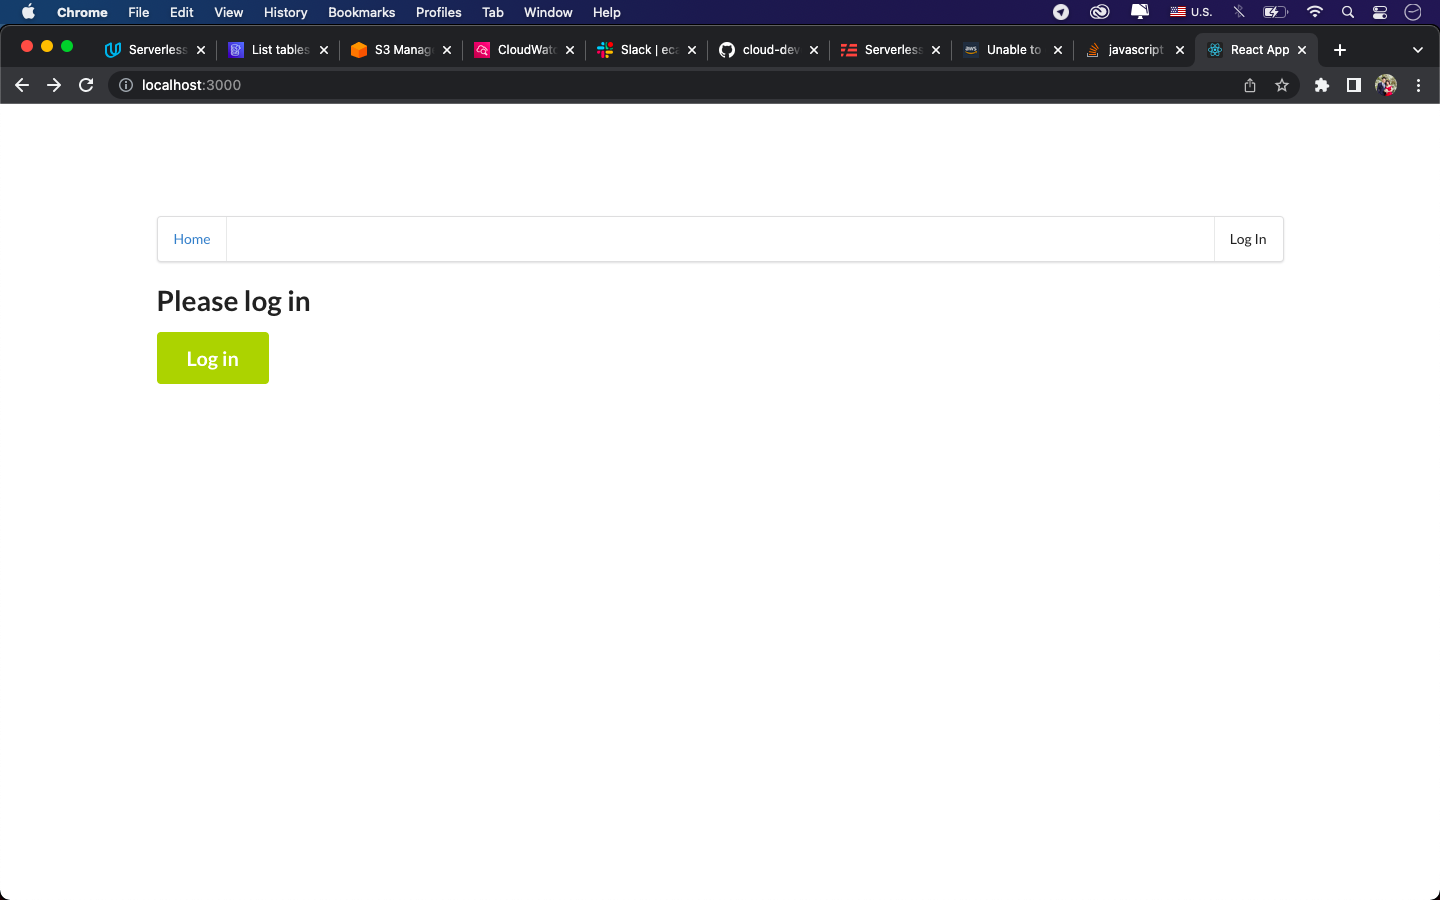 Chrome File Edit View History Bookmarks Profiles Tab Window Help U.S.
Serverless List tables S3 Manag CloudWatc Slack | eca cloud-dev Serverless Unable to javascript React App
localhost:3000
Home Log In
Please log in
Log in